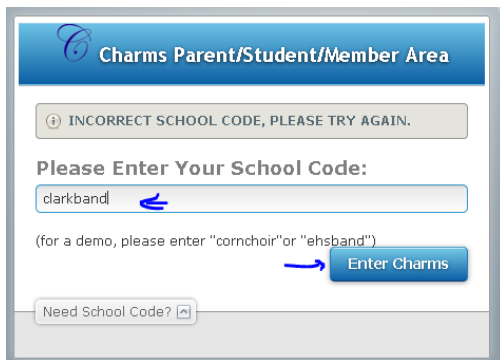 C Charms Parent/Student/Member Area
INCORRECT SCHOOL CODE, PLEASE TRY AGAIN.
Please Enter Your School Code:
clarkband
(for a demo, please enter "cornchoir"or "ehsband")
Enter Charms
Need School Code?